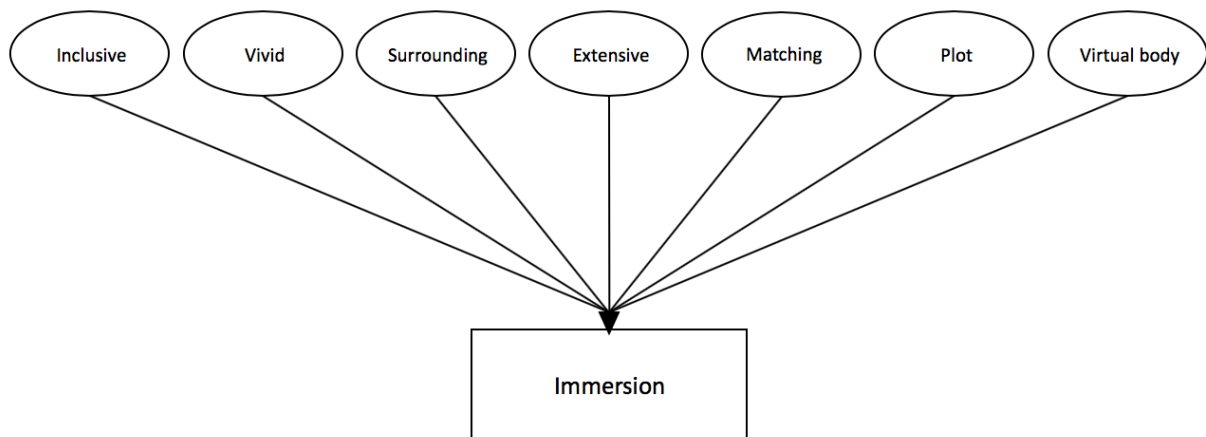 Inclusive
Vivid
Surrounding
Extensive
Matching
Plot
Virtual body
Immersion